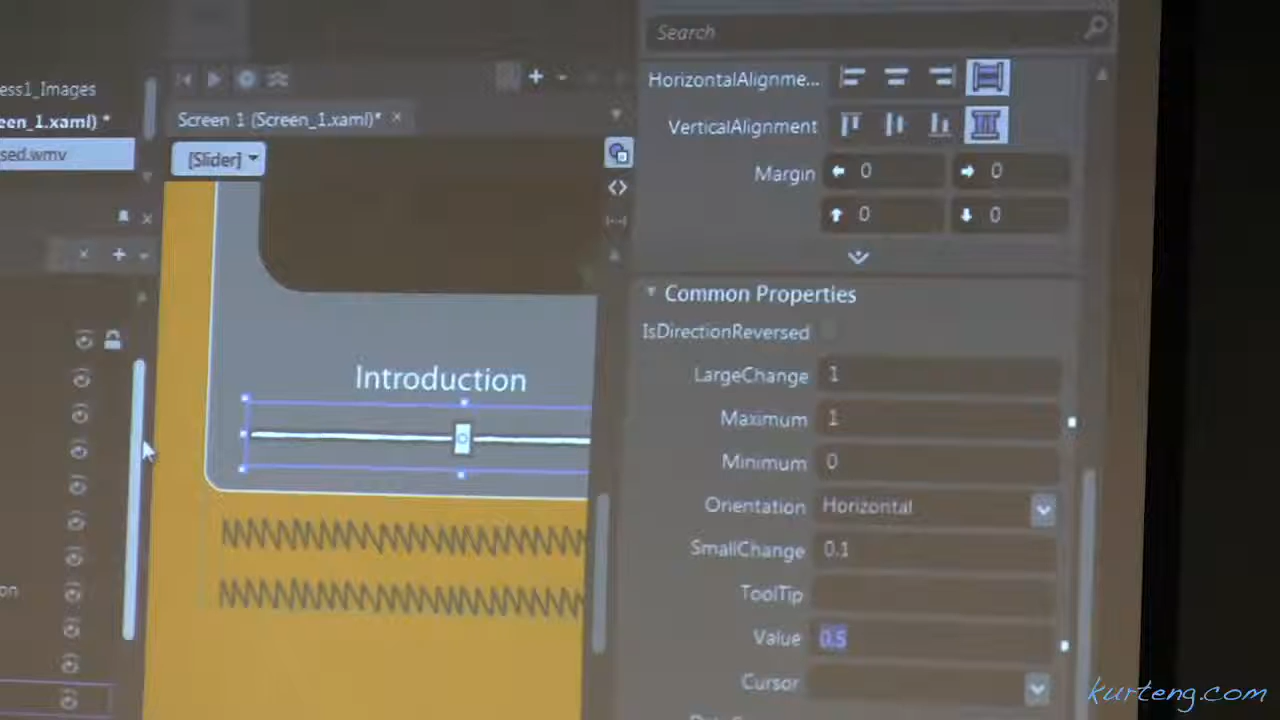 Search
ess1_Images
een_1.xaml) *
sed.wmv
Screen 1 (Screen_1.xaml)* ×
[Slider]
HorizontalAlignme...
VerticalAlignment
Margin
0
0
0
0
Common Properties
IsDirectionReversed
LargeChange
1
Maximum
1
Minimum
0
Orientation
Horizontal
SmallChange
0.1
ToolTip
Value
0.5
Cursor
Introduction
on
kurteng.com